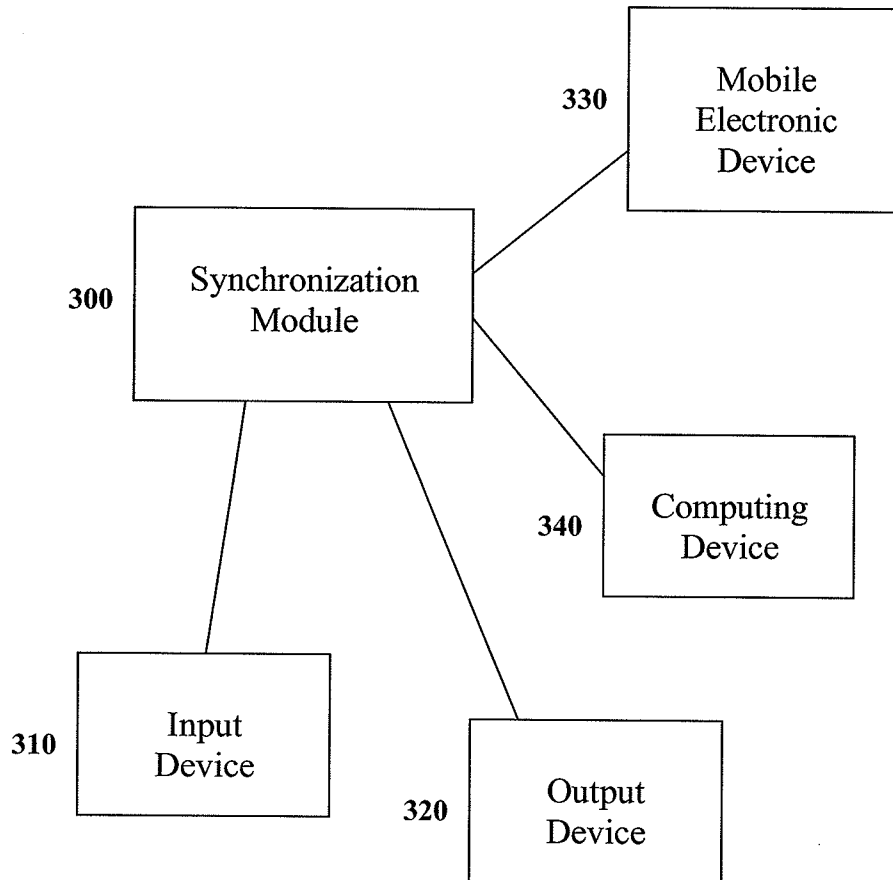 330
Mobile
Electronic
Device
300
Synchronization
Module
340
Computing
Device
310
Input
Device
320
Output
Device